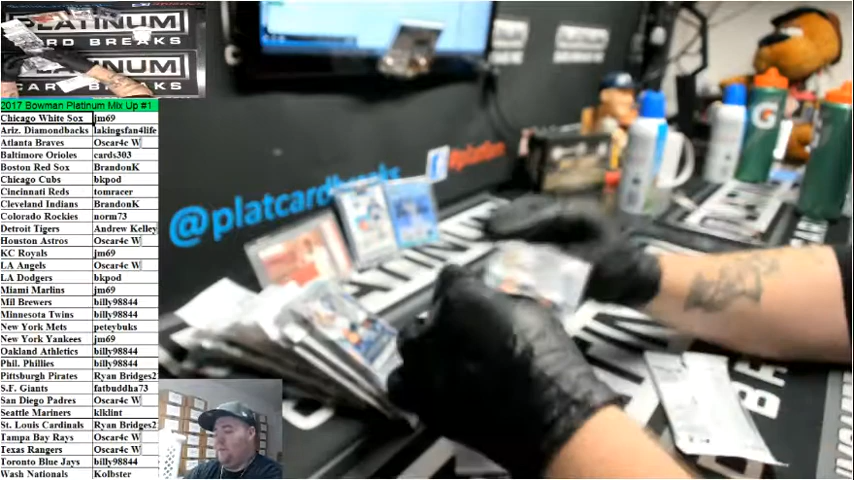 PLATINUM
CARD BREAKS
PLATINUM
CARD BREAKS
2017 Bowman Platinum Mix Up #1
Chicago White Sox jm69
Ariz. Diamondbacks lakingsfan4life
Atlanta Braves Oscar4c W
Baltimore Orioles cards303
Boston Red Sox BrandonK
Chicago Cubs bkpod
Cincinnati Reds tomracer
Cleveland Indians BrandonK
Colorado Rockies norm73
Detroit Tigers Andrew Kelley
Houston Astros Oscar4c W
KC Royals jm69
LA Angels Oscar4c W
LA Dodgers bkpod
Miami Marlins jm69
Mil Brewers billy98844
Minnesota Twins billy98844
New York Mets peteybuks
New York Yankees jm69
Oakland Athletics billy98844
Phil. Phillies billy98844
Pittsburgh Pirates Ryan Bridges2
S.F. Giants fatbuddha73
San Diego Padres Oscar4c W
Seattle Mariners kiklint
St. Louis Cardinals Ryan Bridges2
Tampa Bay Rays Oscar4c W
Texas Rangers Oscar4c W
Toronto Blue Jays billy98844
Wash Nationals Kolbster
PLATINUM
PLATINUM
@platcardbreaks
f
G